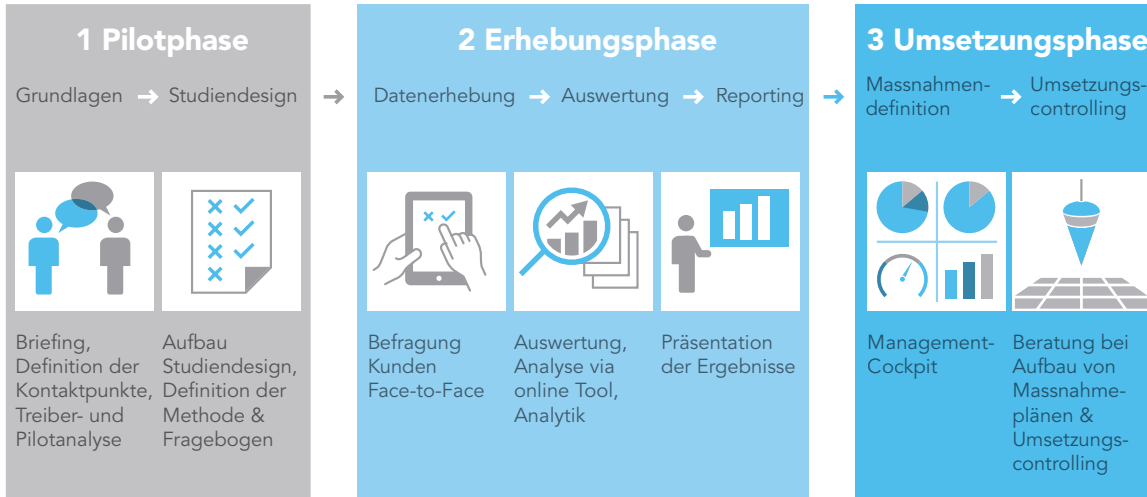 1 Pilotphase
Grundlagen → Studiendesign →
Briefing,
Definition der
Kontaktpunkte,
Treiber- und
Pilotanalyse
Aufbau
Studiendesign,
Definition der
Methode &
Fragebogen
2 Erhebungsphase
Datenerhebung → Auswertung → Reporting →
Befragung
Kunden
Face-to-Face
Auswertung,
Analyse via
online Tool,
Analytik
Präsentation
der Ergebnisse
3 Umsetzungsphase
Massnahmen-
definition
→ Umsetzungs-
controlling
Management-
Cockpit
Beratung bei
Aufbau von
Massnahme-
plänen &
Umsetzungs-
controlling